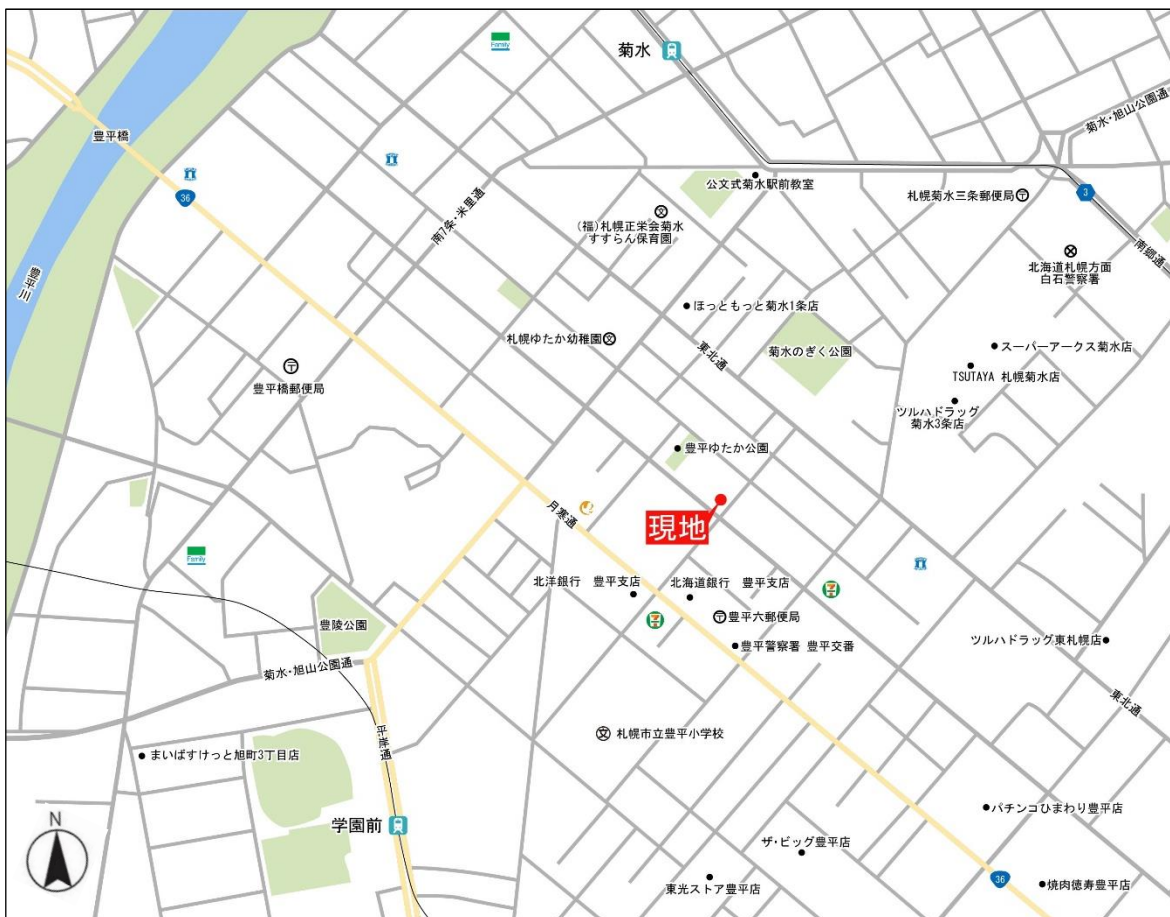 菊水
Family
菊水・旭山公園通
豊平橋
36
公文式菊水駅前教室
札幌菊水三条郵便局
3
南7条・米里通
(福)札幌正栄会菊水
すずらん保育園
南郷通
北海道札幌方面
白石警察署
豊平川
ほっともっと菊水1条店
札幌ゆたか幼稚園
東北通
菊水のぎく公園
スーパーアークス菊水店
TSUTAYA 札幌菊水店
豊平橋郵便局
ツルハドラッグ
菊水3条店
豊平ゆたか公園
月寒通
現地
Family
北洋銀行 豊平支店
北海道銀行 豊平支店
豊平六郵便局
豊陵公園
豊平警察署 豊平交番
ツルハドラッグ東札幌店
菊水・旭山公園通
東北通
平岸通
札幌市立豊平小学校
まいばすけっと旭町3丁目店
パチンコひまわり豊平店
N
学園前
ザ・ビッグ豊平店
東光ストア豊平店
36
焼肉徳寿豊平店